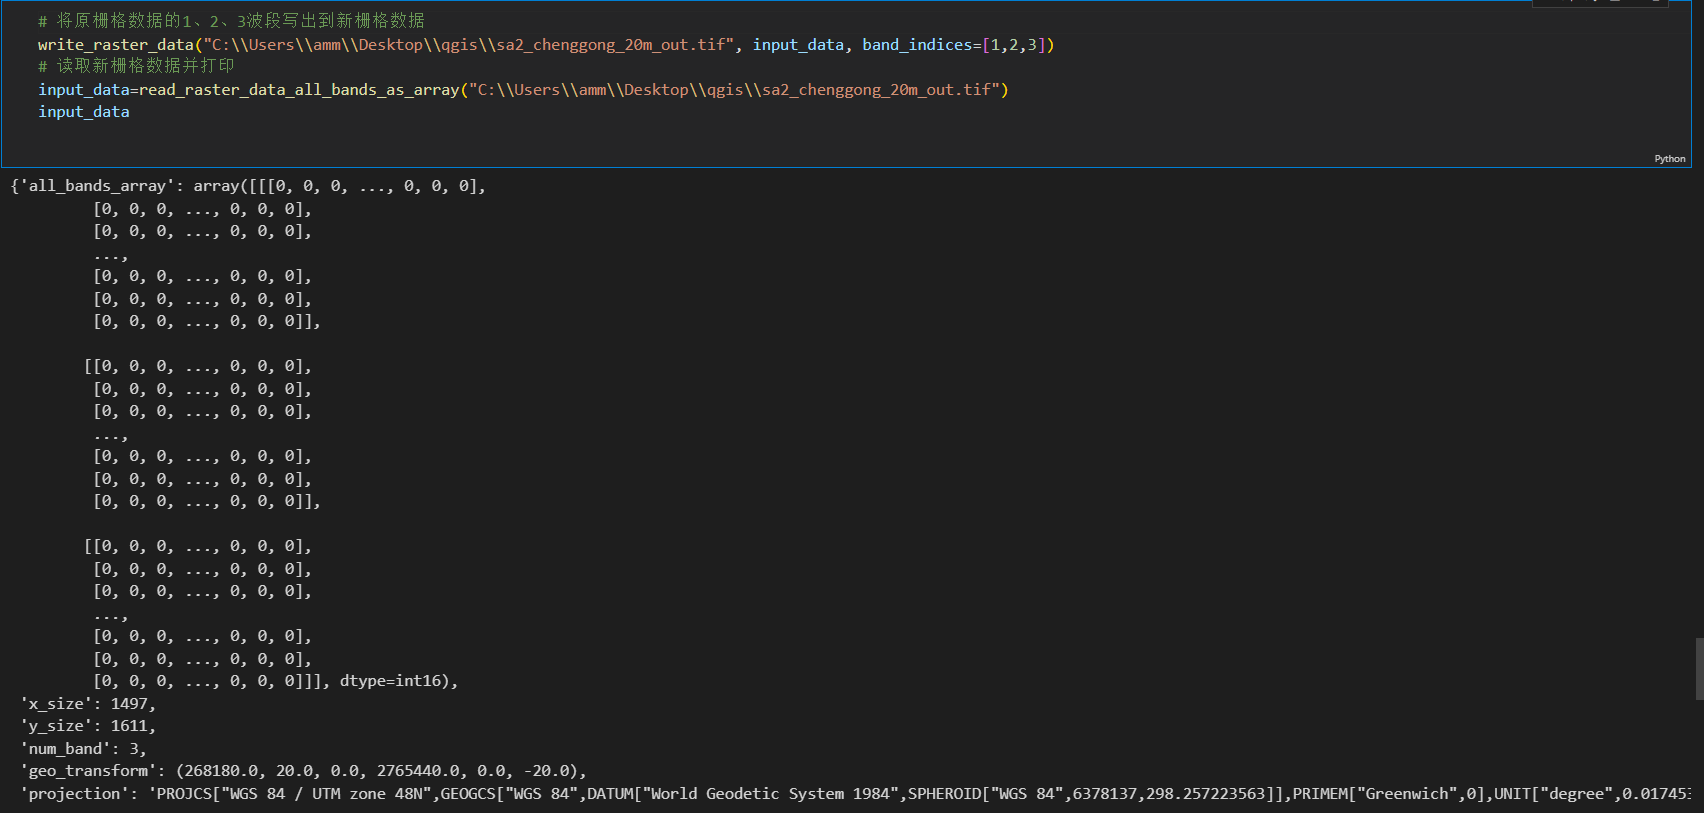 # 将原栅格数据的1、2、3波段写出到新栅格数据
write_raster_data("C:\\Users\\amm\\Desktop\\qgis\\sa2_chenggong_20m_out.tif", input_data, band_indices=[1,2,3])
# 读取新栅格数据并打印
input_data=read_raster_data_all_bands_as_array("C:\\Users\\amm\\Desktop\\qgis\\sa2_chenggong_20m_out.tif")
input_data
Python
{'all_bands_array': array([[[0, 0, 0, ..., 0, 0, 0],
[0, 0, 0, ..., 0, 0, 0],
[0, 0, 0, ..., 0, 0, 0],
...,
[0, 0, 0, ..., 0, 0, 0],
[0, 0, 0, ..., 0, 0, 0],
[0, 0, 0, ..., 0, 0, 0]],
[[0, 0, 0, ..., 0, 0, 0],
[0, 0, 0, ..., 0, 0, 0],
[0, 0, 0, ..., 0, 0, 0],
...,
[0, 0, 0, ..., 0, 0, 0],
[0, 0, 0, ..., 0, 0, 0],
[0, 0, 0, ..., 0, 0, 0]],
[[0, 0, 0, ..., 0, 0, 0],
[0, 0, 0, ..., 0, 0, 0],
[0, 0, 0, ..., 0, 0, 0],
...,
[0, 0, 0, ..., 0, 0, 0],
[0, 0, 0, ..., 0, 0, 0],
[0, 0, 0, ..., 0, 0, 0]]], dtype=int16),
'x_size': 1497,
'y_size': 1611,
'num_band': 3,
'geo_transform': (268180.0, 20.0, 0.0, 2765440.0, 0.0, -20.0),
'projection': 'PROJCS["WGS 84 / UTM zone 48N",GEOGCS["WGS 84",DATUM["World Geodetic System 1984",SPHEROID["WGS 84",6378137,298.257223563]],PRIMEM["Greenwich",0],UNIT["degree",0.01745